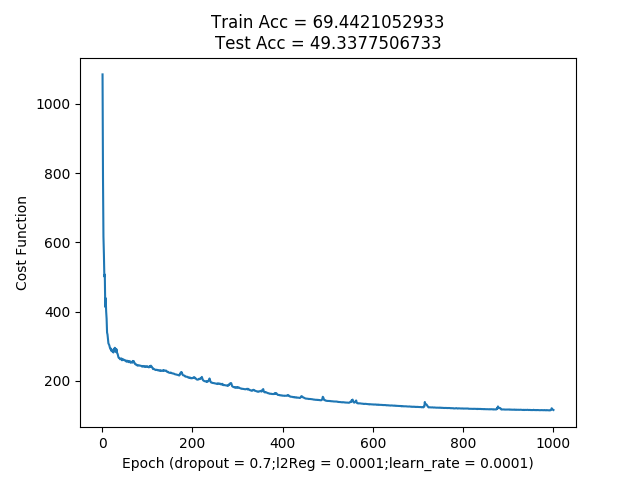 Train Acc = 69.4421052933
Test Acc = 49.3377506733
1000
800
600
400
200
Cost Function
0
200
400
600
800
1000
Epoch (dropout = 0.7;l2Reg = 0.0001;learn_rate = 0.0001)